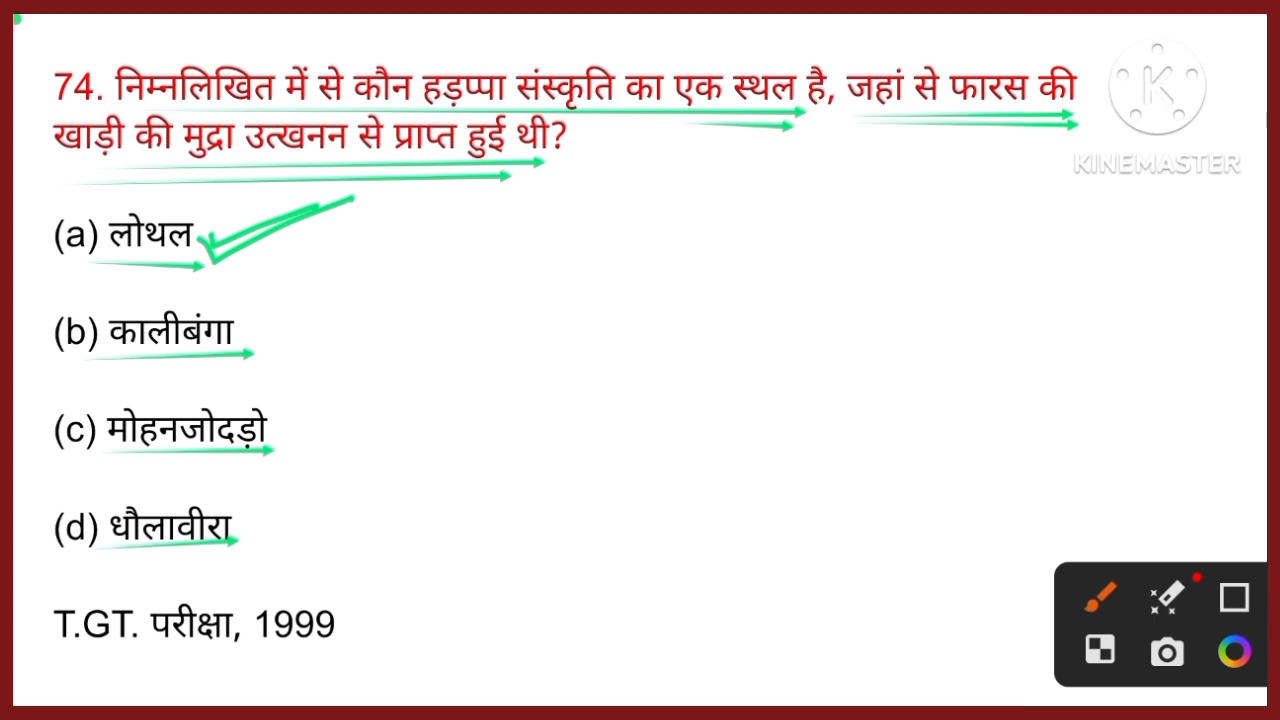 74. निम्नलिखित में से कौन हड़प्पा संस्कृति का एक स्थल है, जहां से फारस की
खाड़ी की मुद्रा उत्खनन से प्राप्त हुई थी?
K
KINEMASTER
(a) लोथल
(b) कालीबंगा
(c) मोहनजोदड़ो
(d) धौलावीरा
T.GT. परीक्षा, 1999